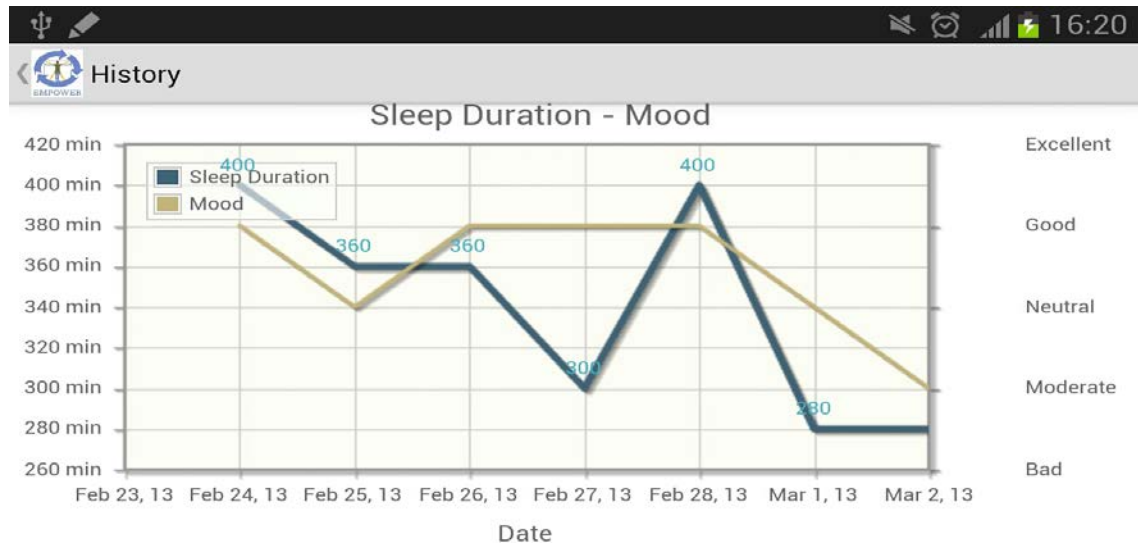 16:20
EMPOWER
History
Sleep Duration - Mood
420 min
400 min
380 min
360 min
340 min
320 min
300 min
280 min
260 min
Sleep Duration
Mood
400
360
360
300
400
280
Excellent
Good
Neutral
Moderate
Bad
Feb 23, 13 Feb 24, 13 Feb 25, 13 Feb 26, 13 Feb 27, 13 Feb 28, 13 Mar 1, 13 Mar 2, 13
Date